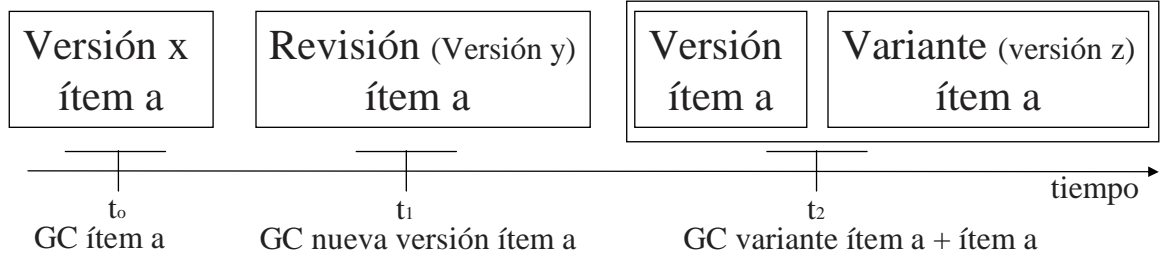 Versión x
ítem a
Revisión (Versión y)
ítem a
Versión
ítem a
Variante (versión z)
ítem a
tiempo
to
GC ítem a
t1
GC nueva versión ítem a
t2
GC variante ítem a + ítem a